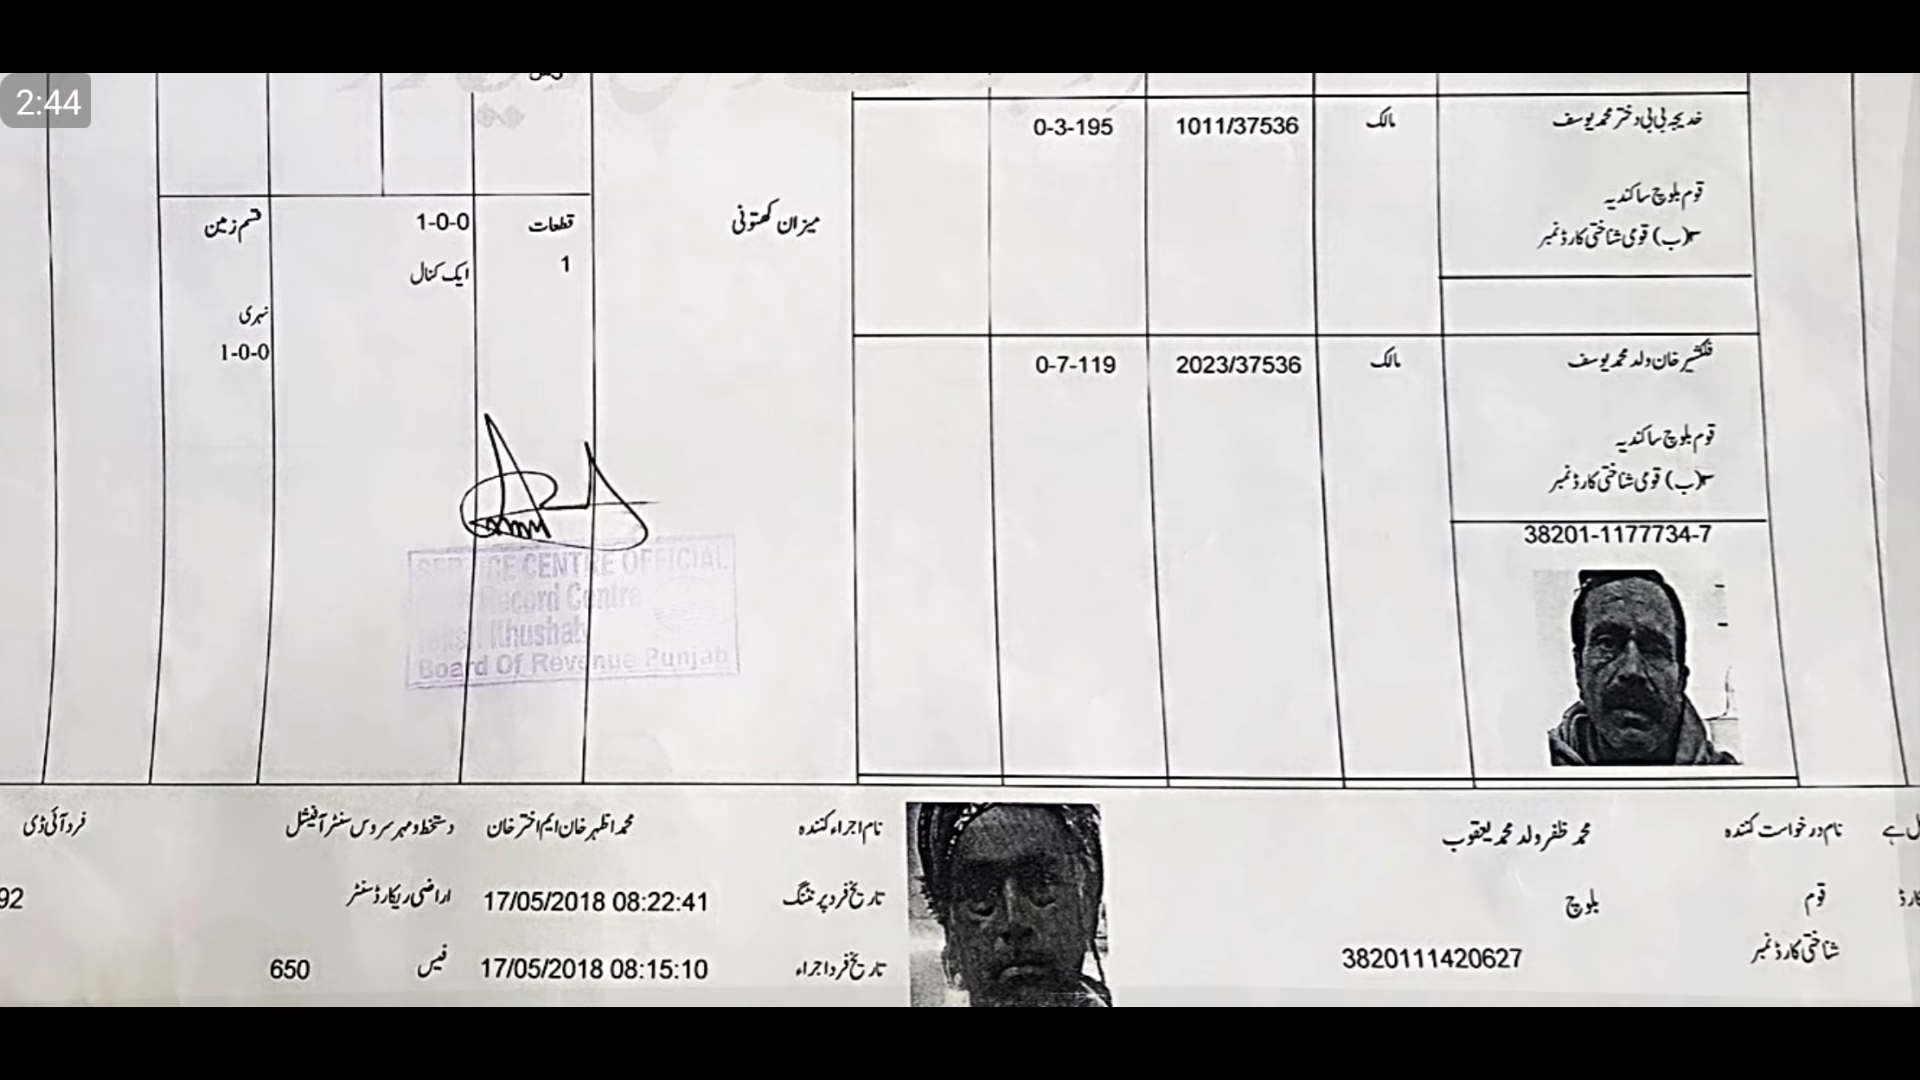 2:44
خدیجہ بی بی دختر محمد یوسف
مالک
1011/37536
0-3-195
قوم بلوچ ساکندیہ
(ب) قومی شناختی کارڈ نمبر
میزان کھتونی
قطعات
1
1-0-0
ایک کنال
قسم زمین
نہری
1-0-0
فلکشیر خان ولد محمد یوسف
مالک
2023/37536
0-7-119
قوم بلوچ ساکندیہ
(ب) قومی شناختی کارڈ نمبر
38201-1177734-7
SERVICE CENTRE OFFICIAL
Record Centre
Khushab
Board Of Revenue Punjab
نام درخواست کنندہ
محمد ظفر ولد محمد یعقوب
قوم
بلوچ
شناختی کارڈ نمبر
3820111420627
نام اجراء کنندہ
محمد اظہر خان ایم اختر خان
دستخط و مہر سروس سنٹر آفیشل
فرد آئی ڈی
تاریخ فرد پرنٹنگ
17/05/2018 08:22:41
اراضی ریکارڈ سنٹر
92
تاریخ فرد اجراء
17/05/2018 08:15:10
فیس
650